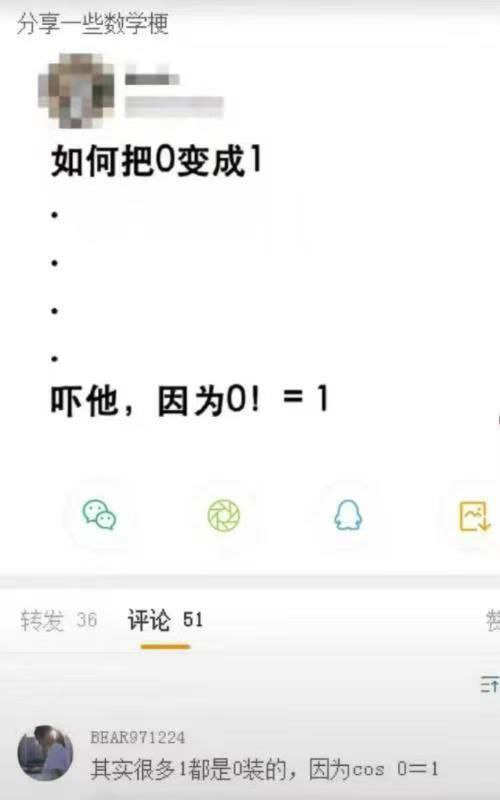 分享一些数学梗
如何把0变成1
.
.
.
.
吓他，因为0！=1
转发 36 评论 51 赞
BEAR971224
其实很多1都是0装的，因为cos 0＝1